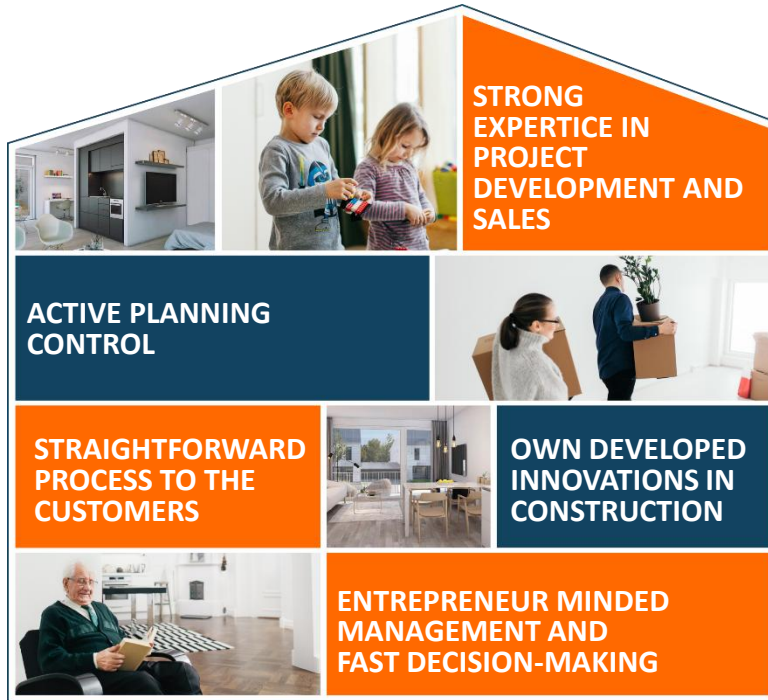 STRONG
EXPERTICE IN
PROJECT
DEVELOPMENT AND
SALES
ACTIVE PLANNING
CONTROL
STRAIGHTFORWARD
PROCESS TO THE
CUSTOMERS
OWN DEVELOPED
INNOVATIONS IN
CONSTRUCTION
ENTREPRENEUR MINDED
MANAGEMENT AND
FAST DECISION-MAKING